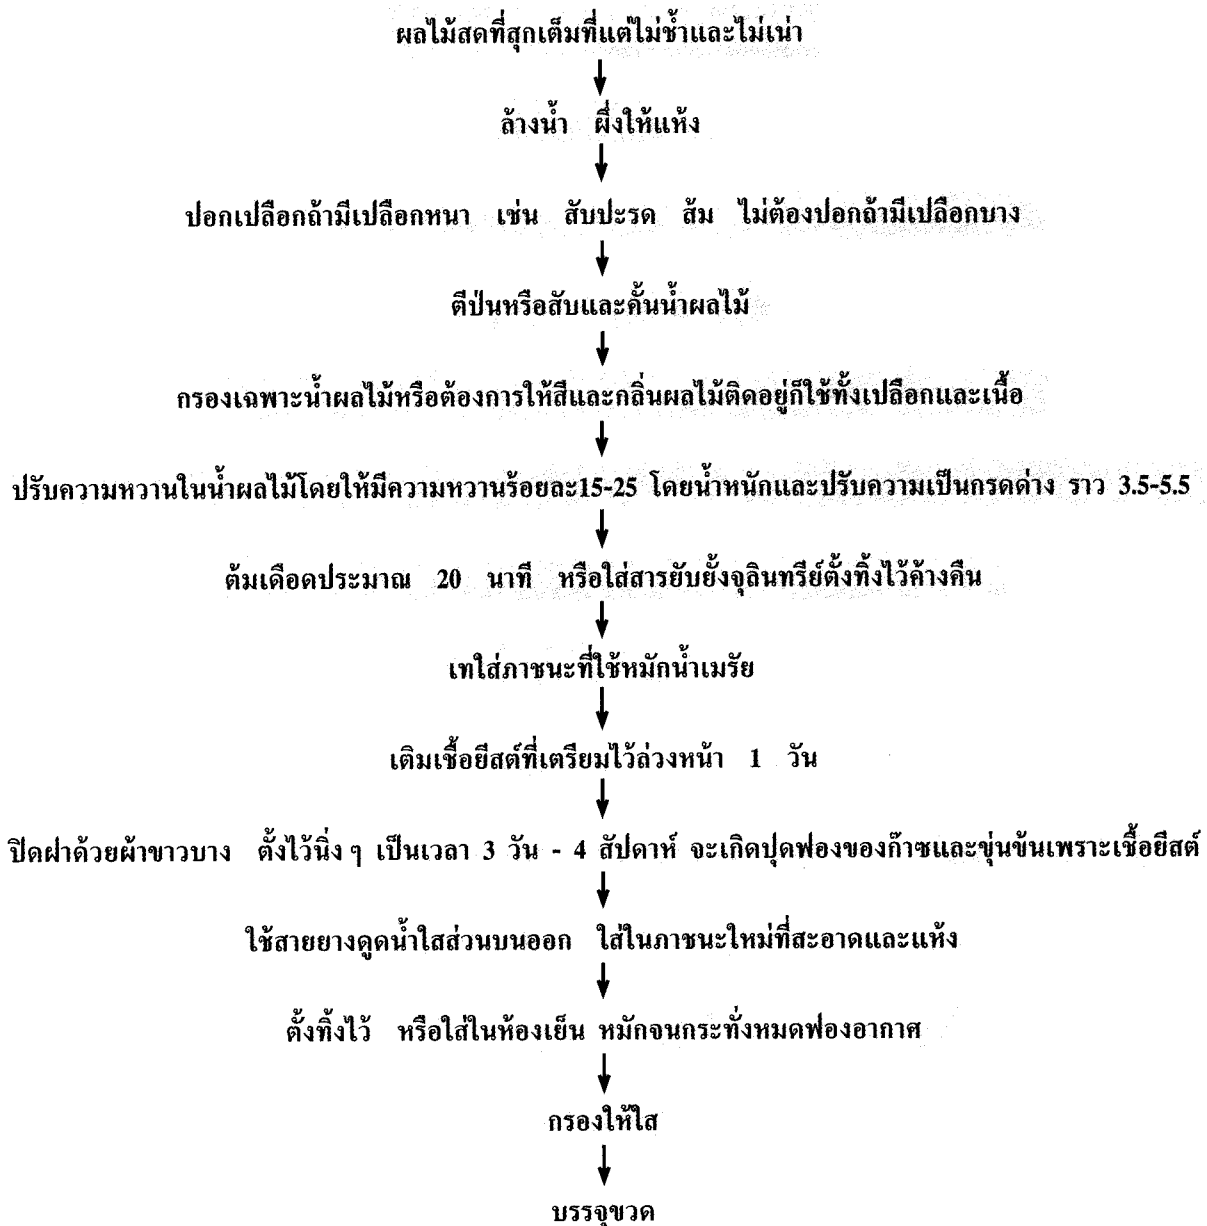 ผลไม้สดที่สุกเต็มที่แต่ไม่ช้ำและไม่เน่า
ล้างน้ำ ผึ่งให้แห้ง
ปอกเปลือกถ้ามีเปลือกหนา เช่น สับปะรด ส้ม ไม่ต้องปอกถ้ามีเปลือกบาง
ตีป่นหรือสับและคั้นน้ำผลไม้
กรองเฉพาะน้ำผลไม้หรือต้องการให้สีและกลิ่นผลไม้ติดอยู่ก็ใช้ทั้งเปลือกและเนื้อ
ปรับความหวานในน้ำผลไม้โดยให้มีความหวานร้อยละ15-25 โดยน้ำหนักและปรับความเป็นกรดด่าง ราว 3.5-5.5
ต้มเดือดประมาณ 20 นาที หรือใส่สารยับยั้งจุลินทรีย์ตั้งทิ้งไว้ค้างคืน
เทใส่ภาชนะที่ใช้หมักน้ำเมรัย
เติมเชื้อยีสต์ที่เตรียมไว้ล่วงหน้า 1 วัน
ปิดฝาด้วยผ้าขาวบาง ตั้งไว้นิ่งๆ เป็นเวลา 3 วัน - 4 สัปดาห์ จะเกิดปุดฟองของก๊าซและขุ่นข้นเพราะเชื้อยีสต์
ใช้สายยางดูดน้ำใสส่วนบนออก ใส่ในภาชนะใหม่ที่สะอาดและแห้ง
ตั้งทิ้งไว้ หรือใส่ในห้องเย็น หมักจนกระทั่งหมดฟองอากาศ
กรองให้ใส
บรรจุขวด